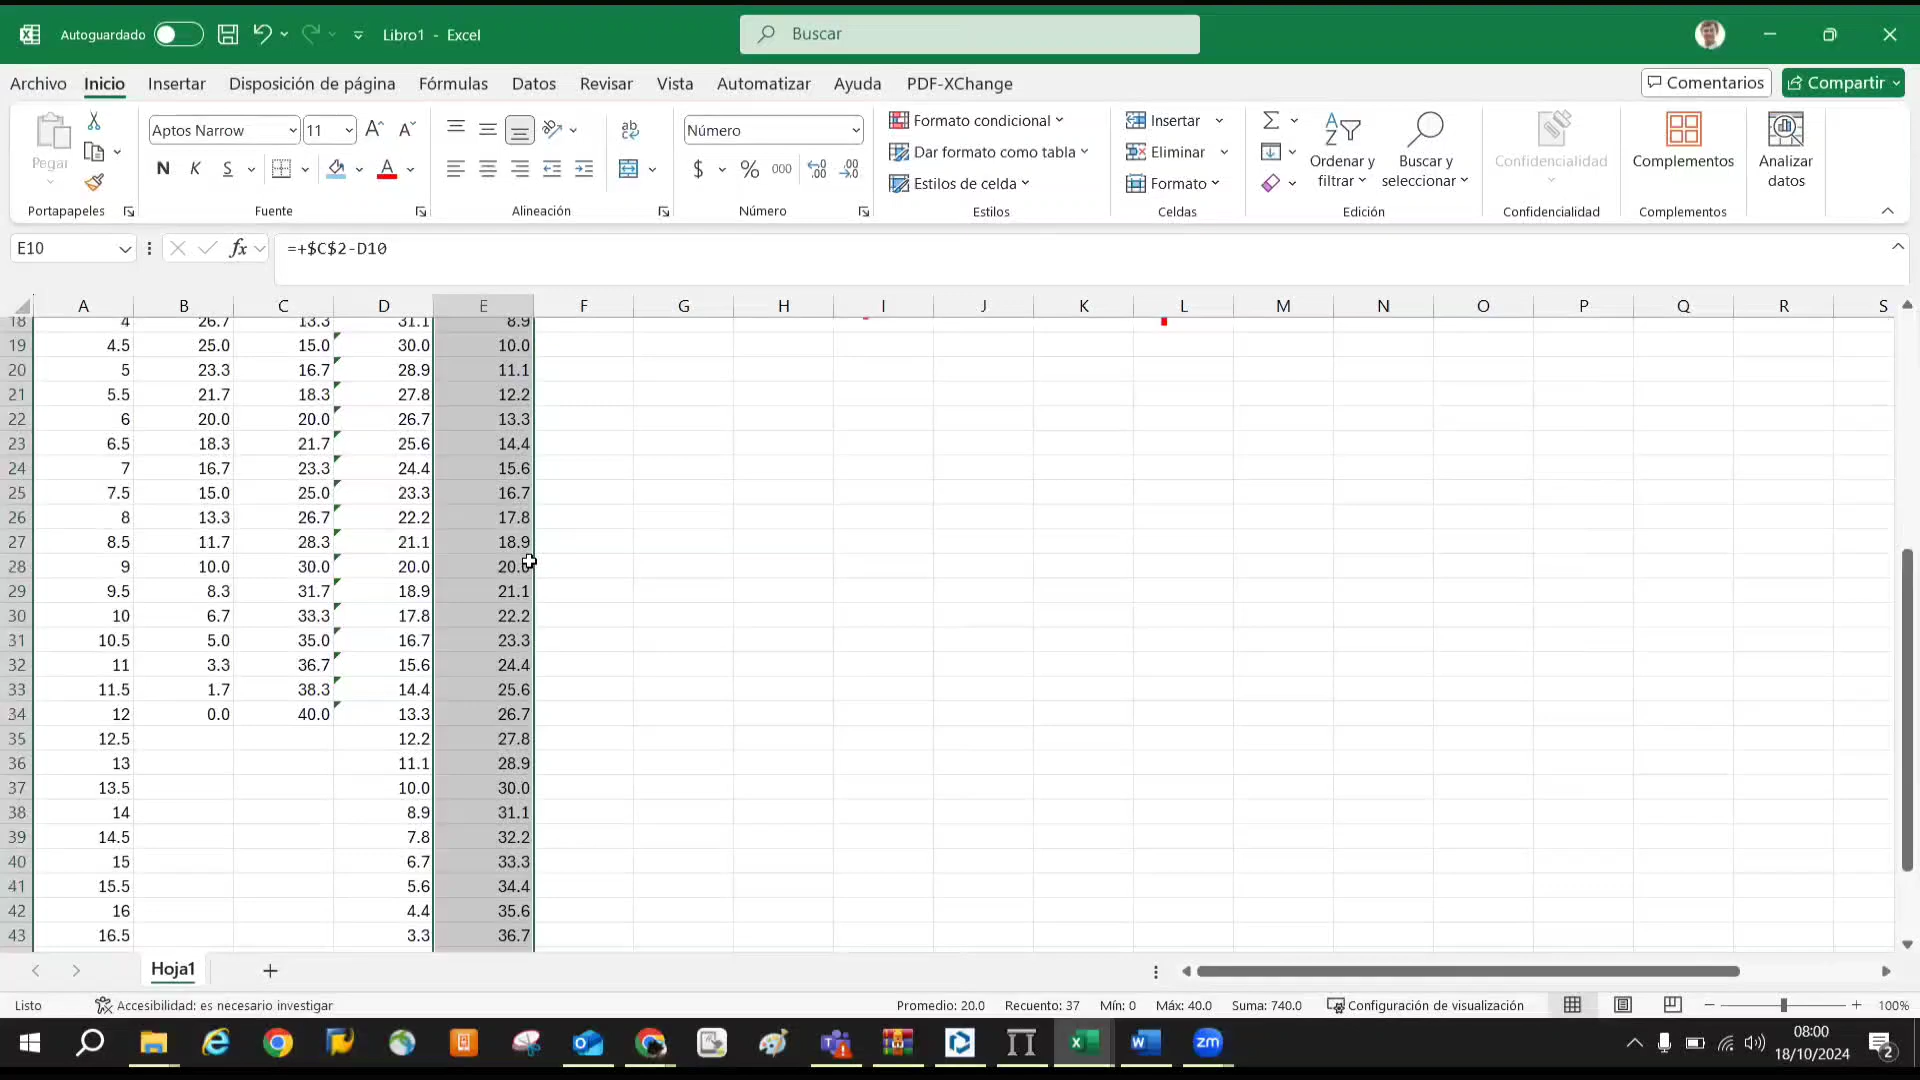 Autoguardado Libro1 - Excel Buscar
Archivo Inicio Insertar Disposición de página Fórmulas Datos Revisar Vista Automatizar Ayuda PDF-XChange Comentarios Compartir
Pegar Aptos Narrow 11 Número Formato condicional Insertar Ordenar y filtrar Buscar y seleccionar Confidencialidad Complementos Analizar datos
N K S $ % 000 Dar formato como tabla Eliminar
Estilos de celda Formato
Portapapeles Fuente Alineación Número Estilos Celdas Edición Confidencialidad Complementos
E10 fx =+$C$2-D10
A B C D E F G H I J K L M N O P Q R S
18 4 26.7 13.3 31.1 8.9
19 4.5 25.0 15.0 30.0 10.0
20 5 23.3 16.7 28.9 11.1
21 5.5 21.7 18.3 27.8 12.2
22 6 20.0 20.0 26.7 13.3
23 6.5 18.3 21.7 25.6 14.4
24 7 16.7 23.3 24.4 15.6
25 7.5 15.0 25.0 23.3 16.7
26 8 13.3 26.7 22.2 17.8
27 8.5 11.7 28.3 21.1 18.9
28 9 10.0 30.0 20.0 20.0
29 9.5 8.3 31.7 18.9 21.1
30 10 6.7 33.3 17.8 22.2
31 10.5 5.0 35.0 16.7 23.3
32 11 3.3 36.7 15.6 24.4
33 11.5 1.7 38.3 14.4 25.6
34 12 0.0 40.0 13.3 26.7
35 12.5 12.2 27.8
36 13 11.1 28.9
37 13.5 10.0 30.0
38 14 8.9 31.1
39 14.5 7.8 32.2
40 15 6.7 33.3
41 15.5 5.6 34.4
42 16 4.4 35.6
43 16.5 3.3 36.7
Hoja1
Listo Accesibilidad: es necesario investigar Promedio: 20.0 Recuento: 37 Mín: 0 Máx: 40.0 Suma: 740.0 Configuración de visualización 100%
zm 08:00
18/10/2024 2